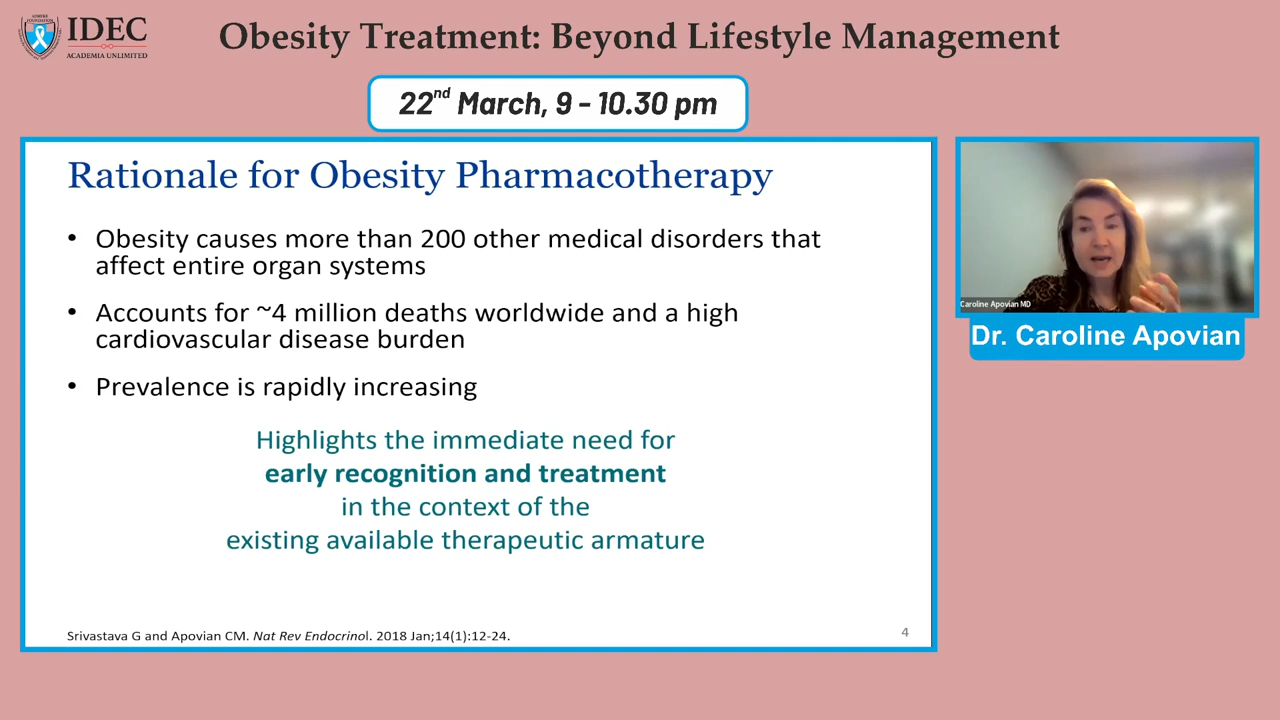 IDEC
ACADEMIA UNLIMITED
Obesity Treatment: Beyond Lifestyle Management
22nd March, 9 - 10.30 pm
Rationale for Obesity Pharmacotherapy
• Obesity causes more than 200 other medical disorders that
affect entire organ systems
• Accounts for ~4 million deaths worldwide and a high
cardiovascular disease burden
• Prevalence is rapidly increasing
Highlights the immediate need for
early recognition and treatment
in the context of the
existing available therapeutic armature
Srivastava G and Apovian CM. Nat Rev Endocrinol. 2018 Jan;14(1):12-24.
4
Caroline Apovian MD
Dr. Caroline Apovian